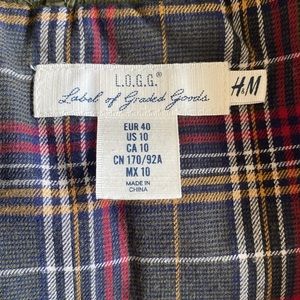 L.O.G.G.®
Label of Graded Goods
H&M
EUR 40
US 10
CA 10
CN 170/92A
MX 10
MADE IN
CHINA